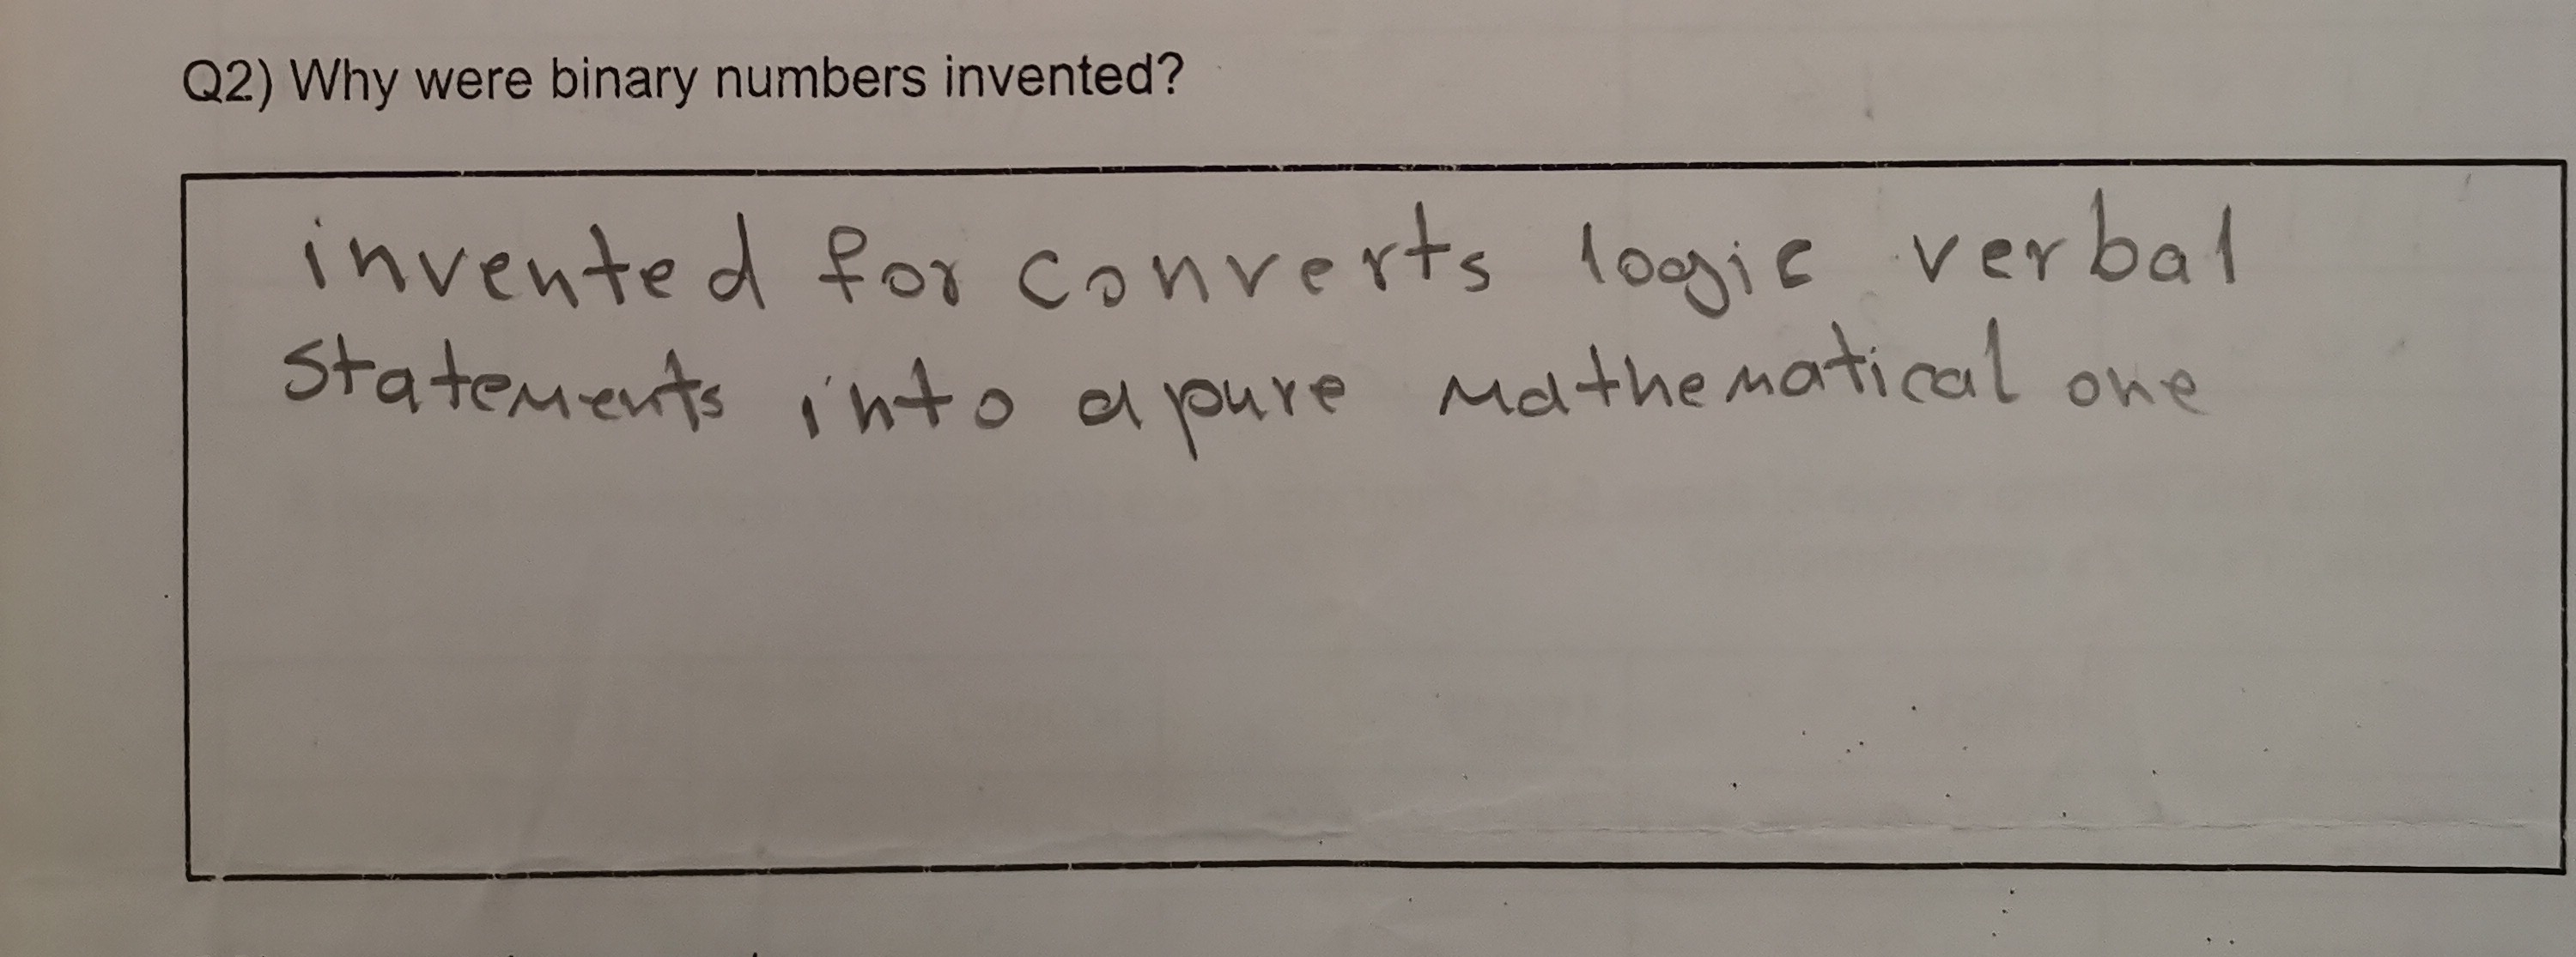 Q2) Why were binary numbers invented?
invented for converts logic verbal
statements into a pure mathematical one